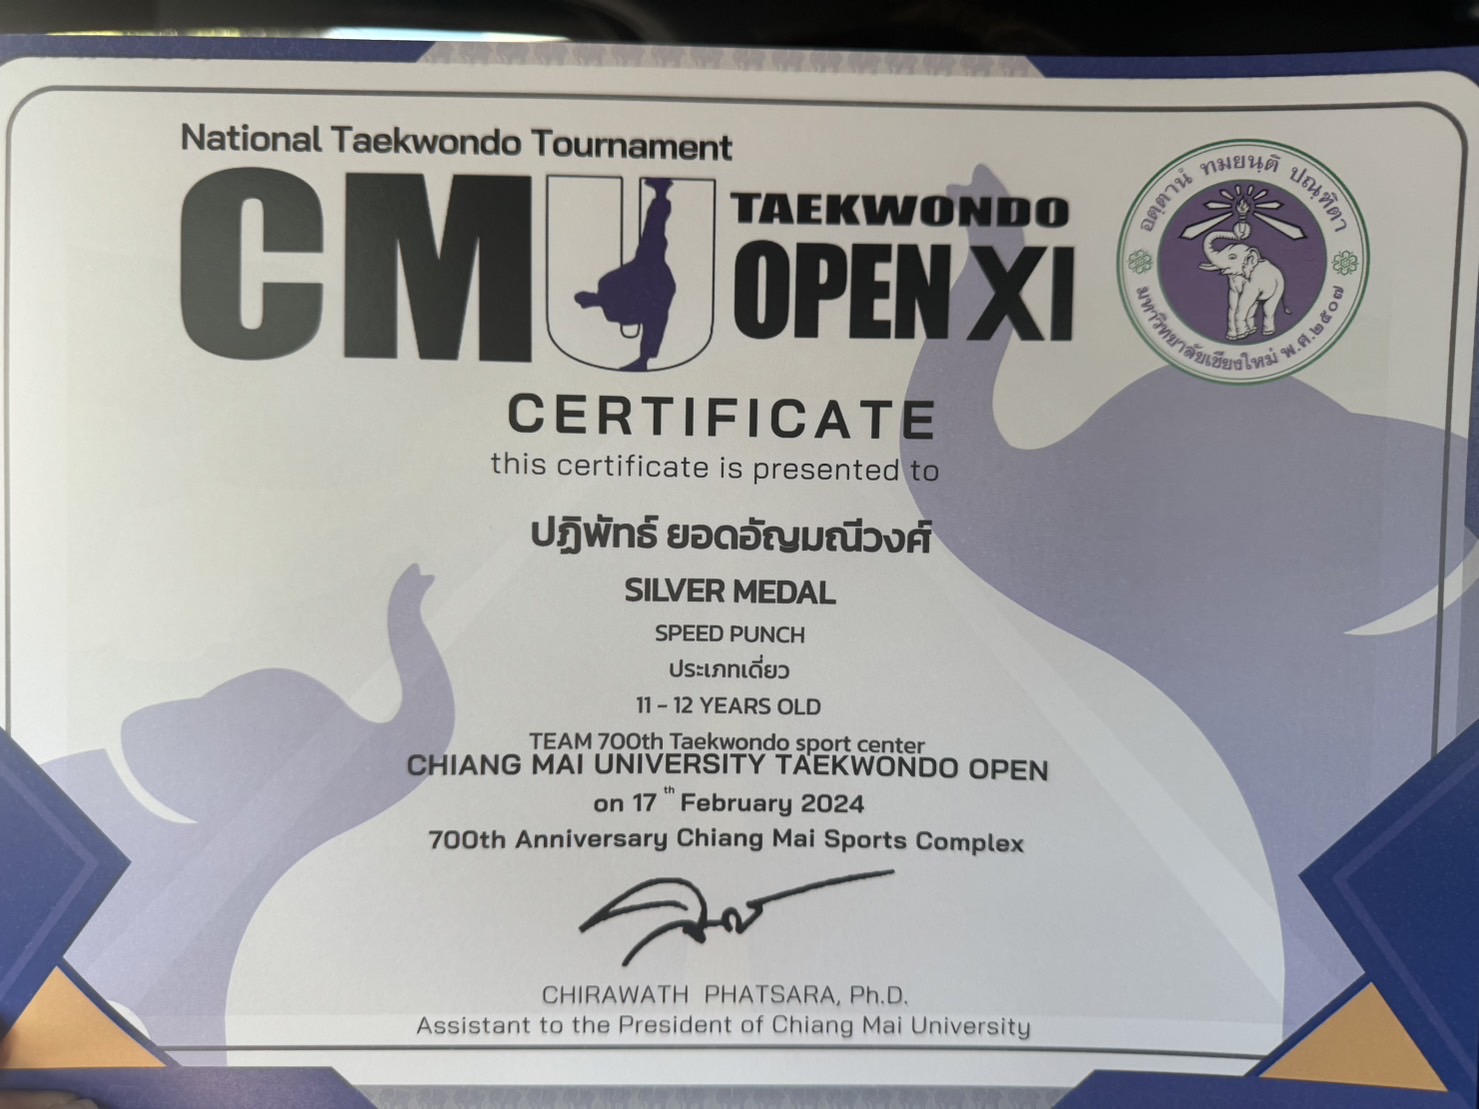 National Taekwondo Tournament
CMU TAEKWONDO
OPEN XI
อตฺตานํ ทมยนฺติ ปณฺฑิตา
มหาวิทยาลัยเชียงใหม่ พ.ศ.๒๕๐๗
CERTIFICATE
this certificate is presented to
ปฏิพัทธ์ ยอดอัญมณีวงศ์
SILVER MEDAL
SPEED PUNCH
ประเภทเดี่ยว
11 - 12 YEARS OLD
TEAM 700th Taekwondo sport center
CHIANG MAI UNIVERSITY TAEKWONDO OPEN
on 17 th February 2024
700th Anniversary Chiang Mai Sports Complex
CHIRAWATH PHATSARA, Ph.D.
Assistant to the President of Chiang Mai University